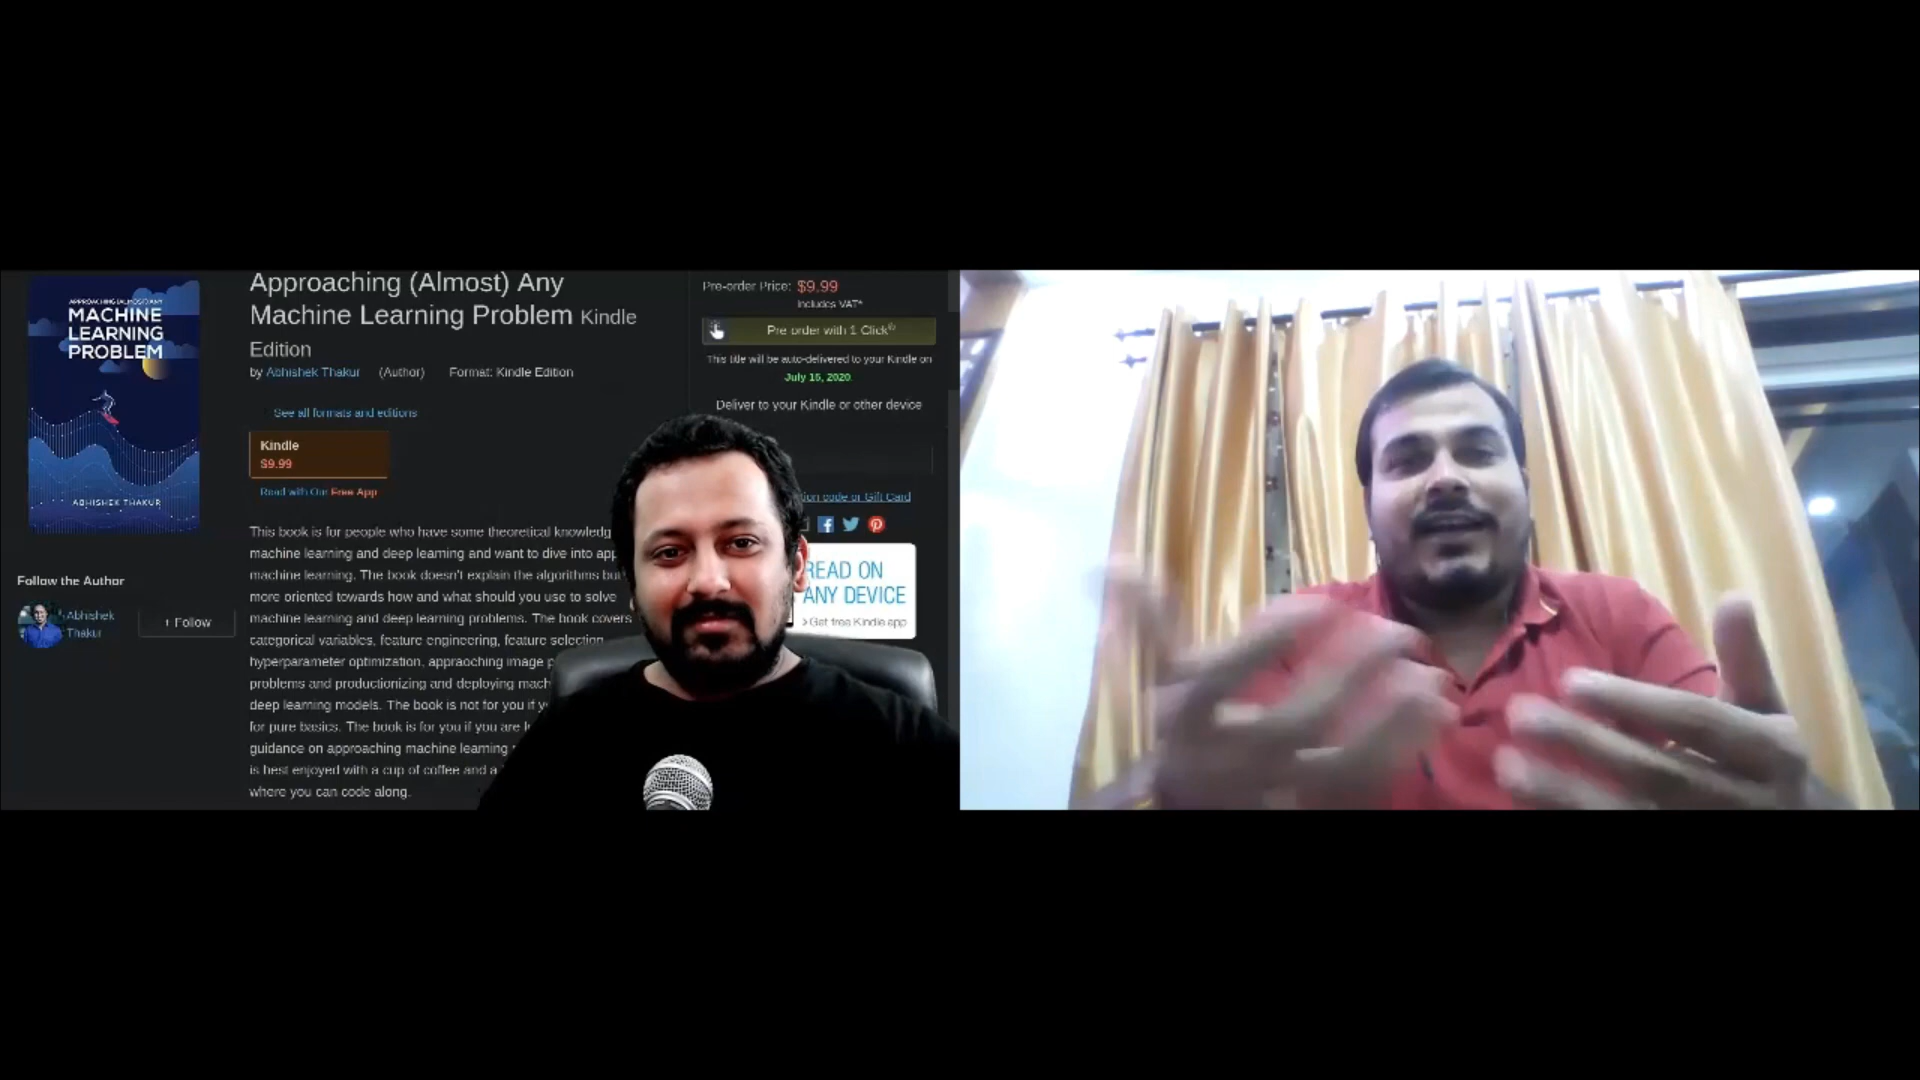 APPROACHING (ALMOST) ANY
MACHINE
LEARNING
PROBLEM
ABHISHEK THAKUR
Follow the Author
Abhishek
Thakur
+ Follow
Approaching (Almost) Any
Machine Learning Problem Kindle
Edition
by Abhishek Thakur (Author) Format: Kindle Edition
See all formats and editions
Kindle
$9.99
Read with Our Free App
This book is for people who have some theoretical knowledg
machine learning and deep learning and want to dive into app
machine learning. The book doesn't explain the algorithms but
more oriented towards how and what should you use to solve
machine learning and deep learning problems. The book covers
categorical variables, feature engineering, feature selection,
hyperparameter optimization, appraoching image p
problems and productionizing and deploying mach
deep learning models. The book is not for you if y
for pure basics. The book is for you if you are l
guidance on approaching machine learning
is best enjoyed with a cup of coffee and a
where you can code along.
Pre-order Price: $9.99
includes VAT*
Pre-order with 1-Click
This title will be auto-delivered to your Kindle on
July 15, 2020.
Deliver to your Kindle or other device
code or Gift Card
READ ON
ANY DEVICE
› Get free Kindle app